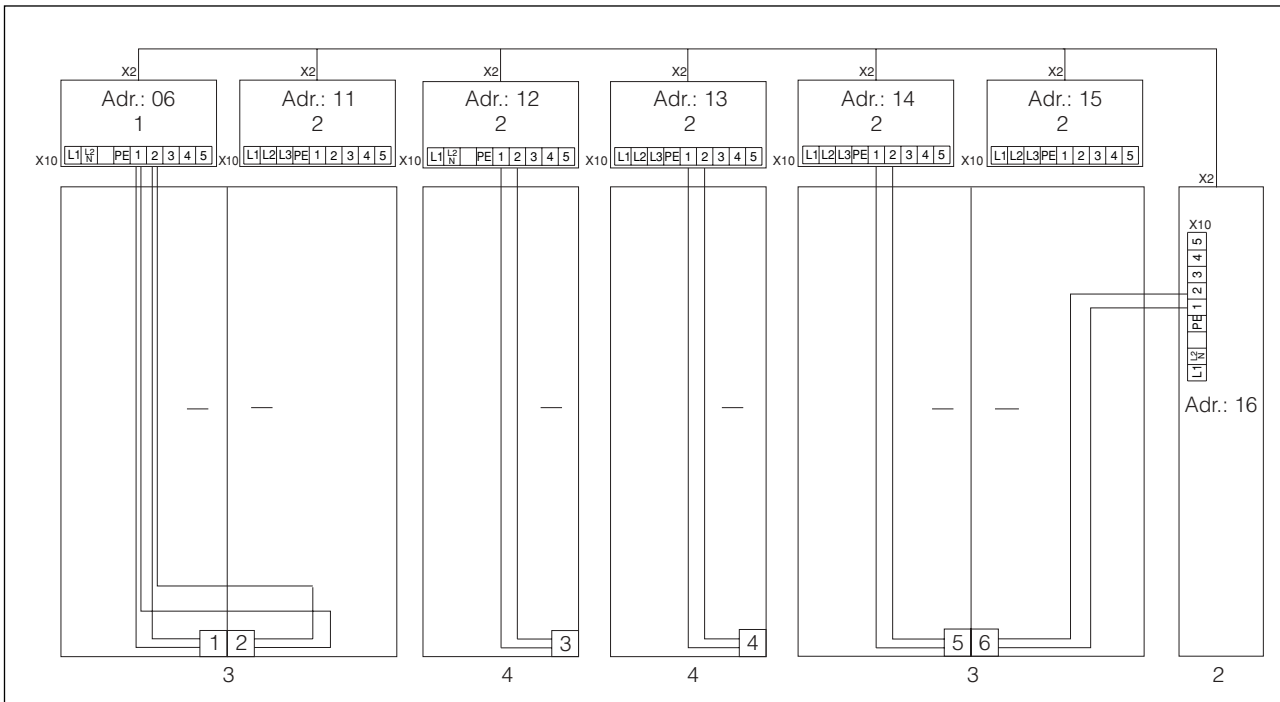 X2 X2 X2 X2 X2 X2
Adr.: 06 Adr.: 11 Adr.: 12 Adr.: 13 Adr.: 14 Adr.: 15
1 2 2 2 2 2
X10 L1 L2 N PE 1 2 3 4 5
X10 L1 L2 L3 PE 1 2 3 4 5
X10 L1 L2 N PE 1 2 3 4 5
X10 L1 L2 L3 PE 1 2 3 4 5
X10 L1 L2 L3 PE 1 2 3 4 5
X10 L1 L2 L3 PE 1 2 3 4 5
X2
X10
L1 L2 N PE 1 2 3 4 5
Adr.: 16
1 2 3 4 5 6
3 4 4 3 2